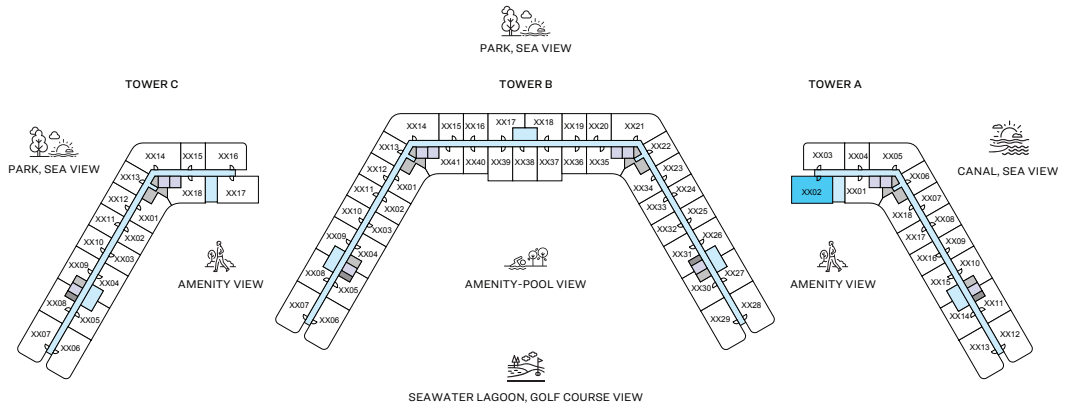 PARK, SEA VIEW
TOWER C
TOWER B
TOWER A
PARK, SEA VIEW
CANAL, SEA VIEW
XX14 XX15 XX16
XX13
XX18 XX17
XX12
XX01
XX11
XX02
XX10
XX03
XX09
XX04
XX08
XX05
XX07
XX06
AMENITY VIEW
XX14 XX15 XX16 XX17 XX18 XX19 XX20 XX21
XX13
XX41 XX40 XX39 XX38 XX37 XX36 XX35
XX22
XX12
XX01
XX34
XX23
XX11
XX02
XX33
XX24
XX10
XX03
XX32
XX25
XX09
XX04
XX31
XX26
XX08
XX05
XX30
XX27
XX07
XX06
XX29
XX28
AMENITY-POOL VIEW
XX03 XX04 XX05
XX02 XX01
XX06
XX18
XX07
XX17
XX08
XX16
XX09
XX15
XX10
XX14
XX11
XX13
XX12
AMENITY VIEW
SEAWATER LAGOON, GOLF COURSE VIEW